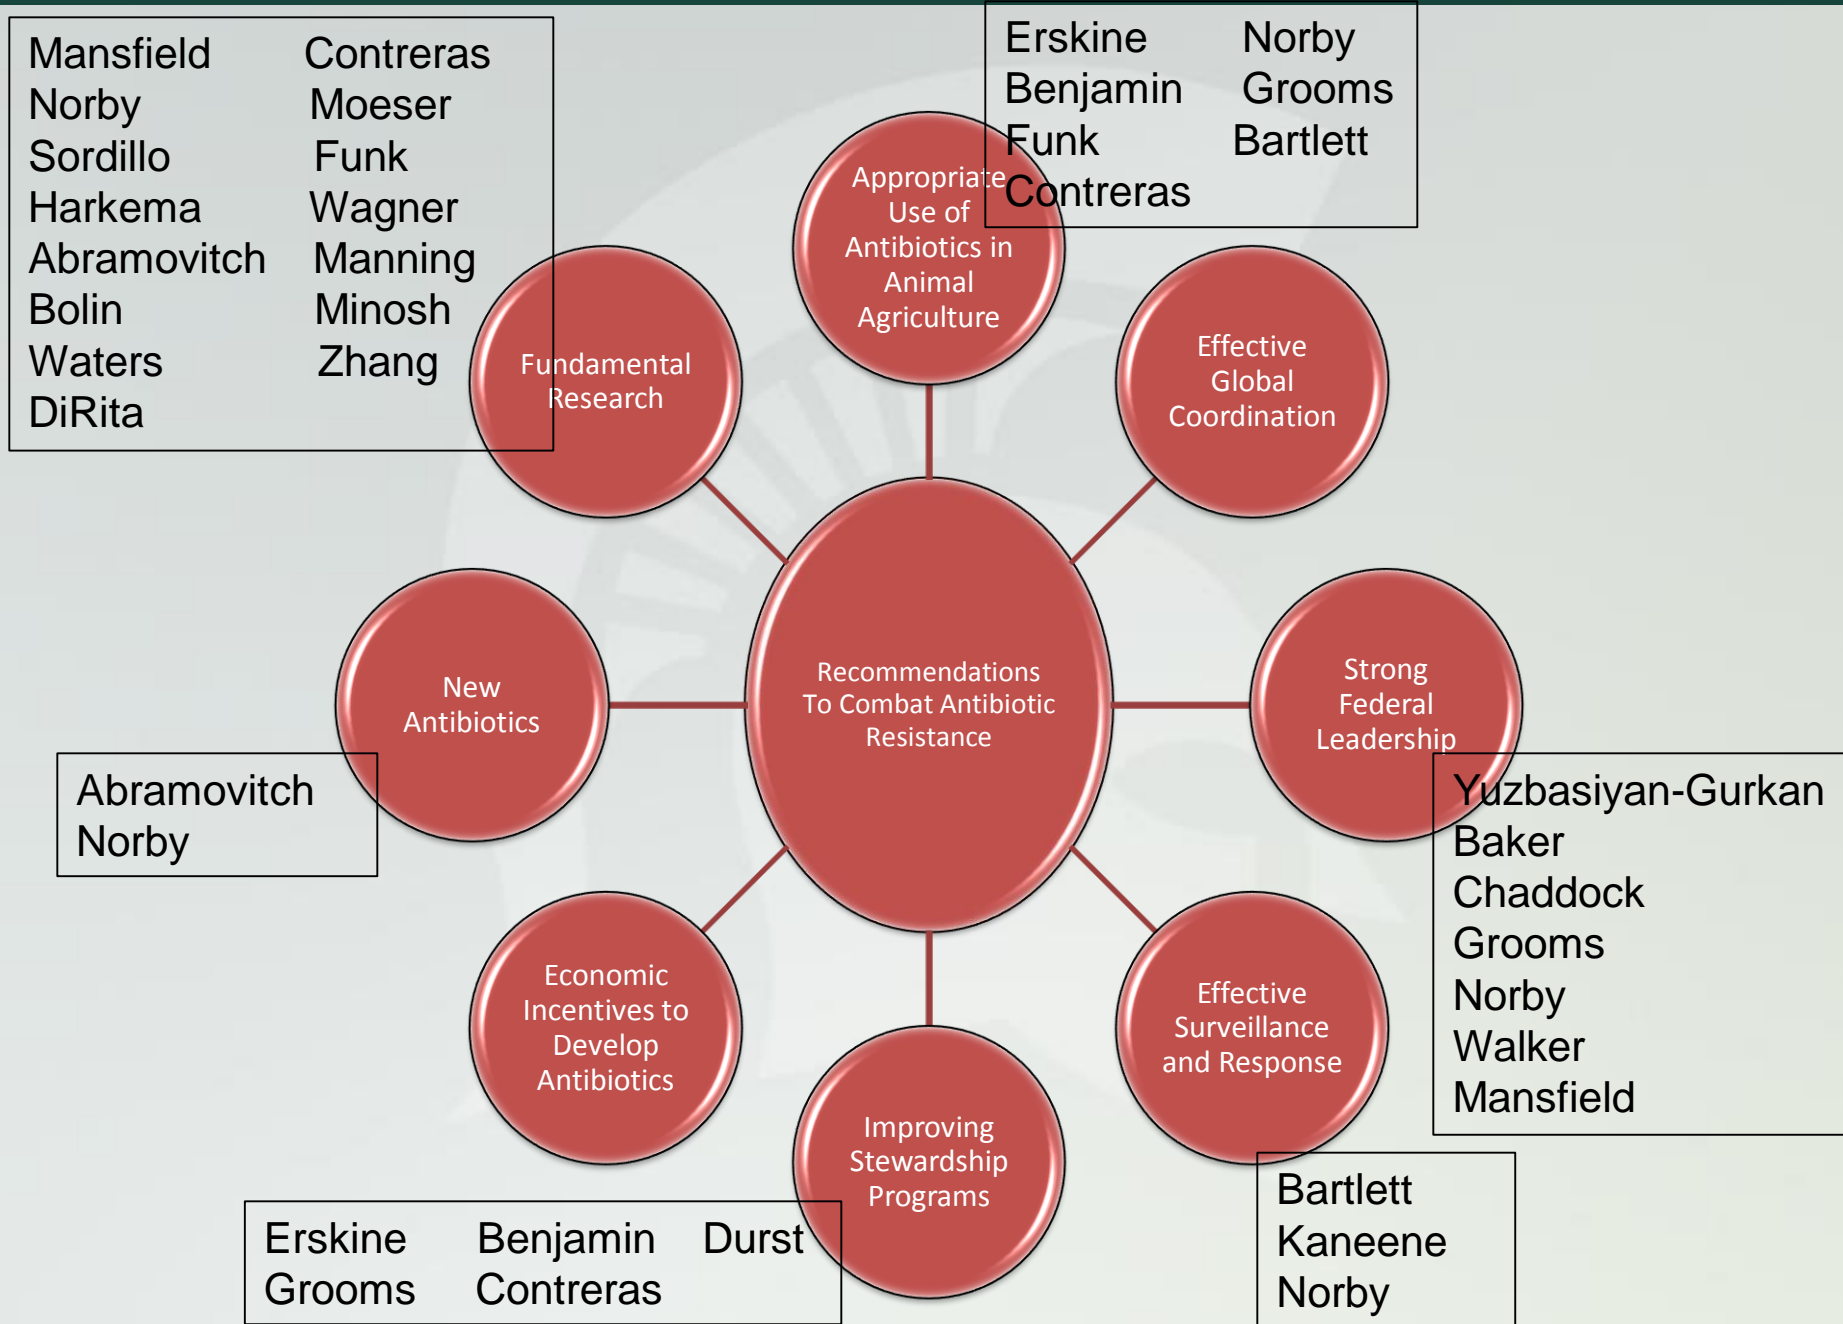 Mansfield Contreras
Norby Moeser
Sordillo Funk
Harkema Wagner
Abramovitch Manning
Bolin Minosh
Waters Zhang
DiRita
Erskine Norby
Benjamin Grooms
Funk Bartlett
Contreras
Appropriate
Use of
Antibiotics in
Animal
Agriculture
Fundamental
Research
Effective
Global
Coordination
New
Antibiotics
Recommendations
To Combat Antibiotic
Resistance
Strong
Federal
Leadership
Abramovitch
Norby
Yuzbasiyan-Gurkan
Baker
Chaddock
Grooms
Norby
Walker
Mansfield
Economic
Incentives to
Develop
Antibiotics
Effective
Surveillance
and Response
Improving
Stewardship
Programs
Erskine Benjamin Durst
Grooms Contreras
Bartlett
Kaneene
Norby